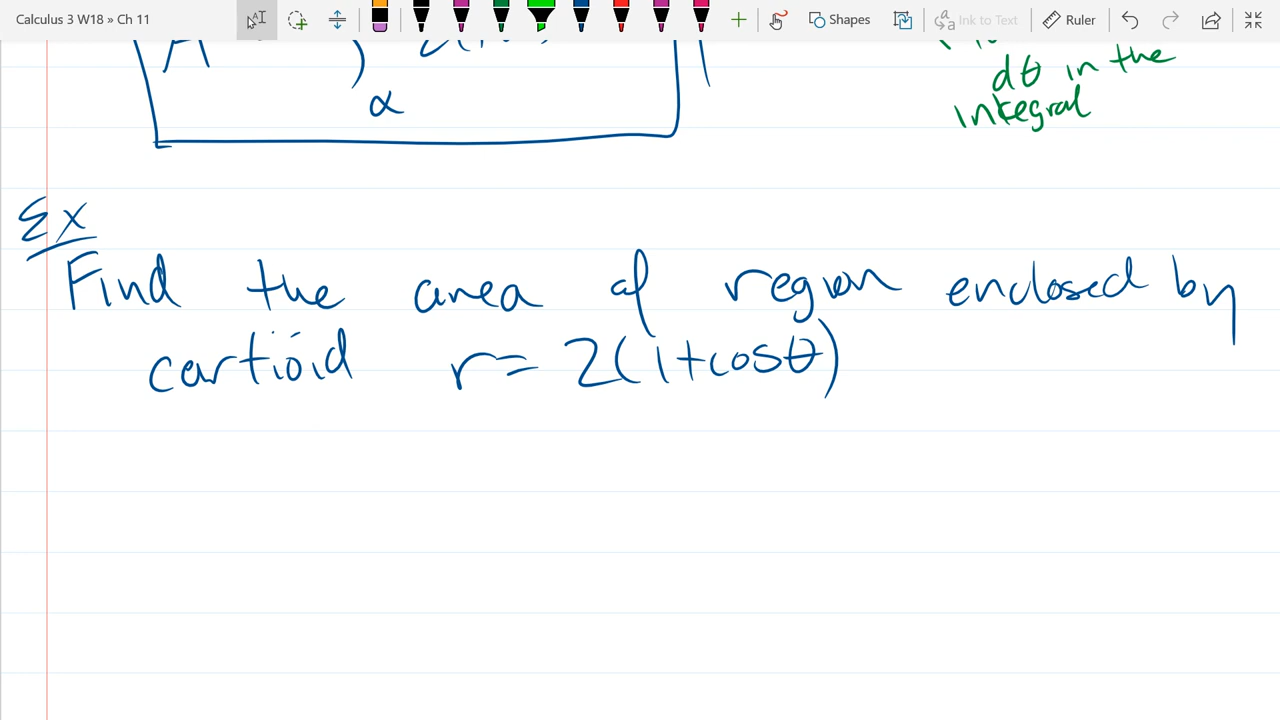 Calculus 3 W18 » Ch 11
Shapes
Ink to Text
Ruler
A
α
dθ in the
integral
Ex
Find the area of region enclosed by
cartioid r = 2(1+cosθ)